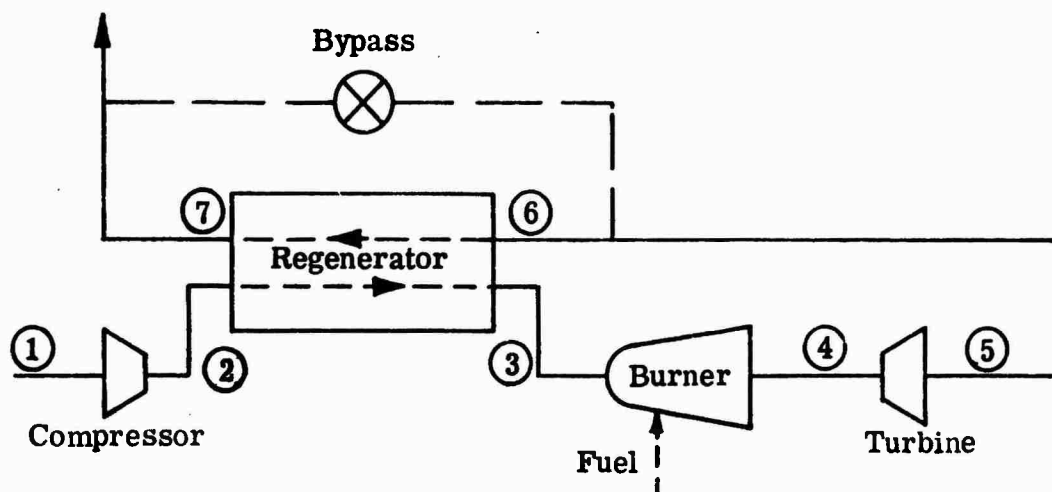 Bypass
7
6
Regenerator
1
2
3
4
5
Burner
Compressor
Turbine
Fuel